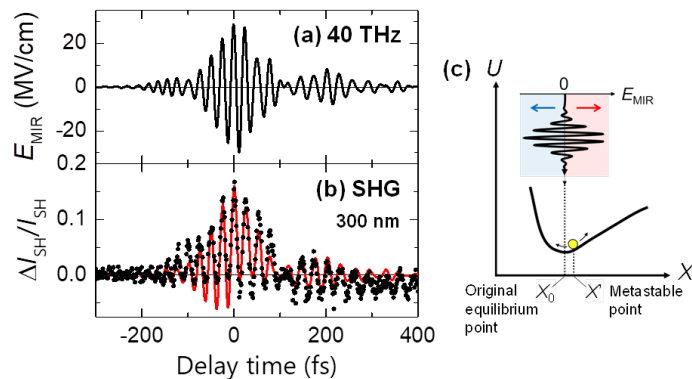 (a) 40 THz
E_MIR (MV/cm)
20
0
-20
(b) SHG
300 nm
ΔI_SH/I_SH
0.2
0.1
0.0
-200 0 200 400
Delay time (fs)
(c) U
0
E_MIR
X
Original equilibrium point
X_0 X'
Metastable point